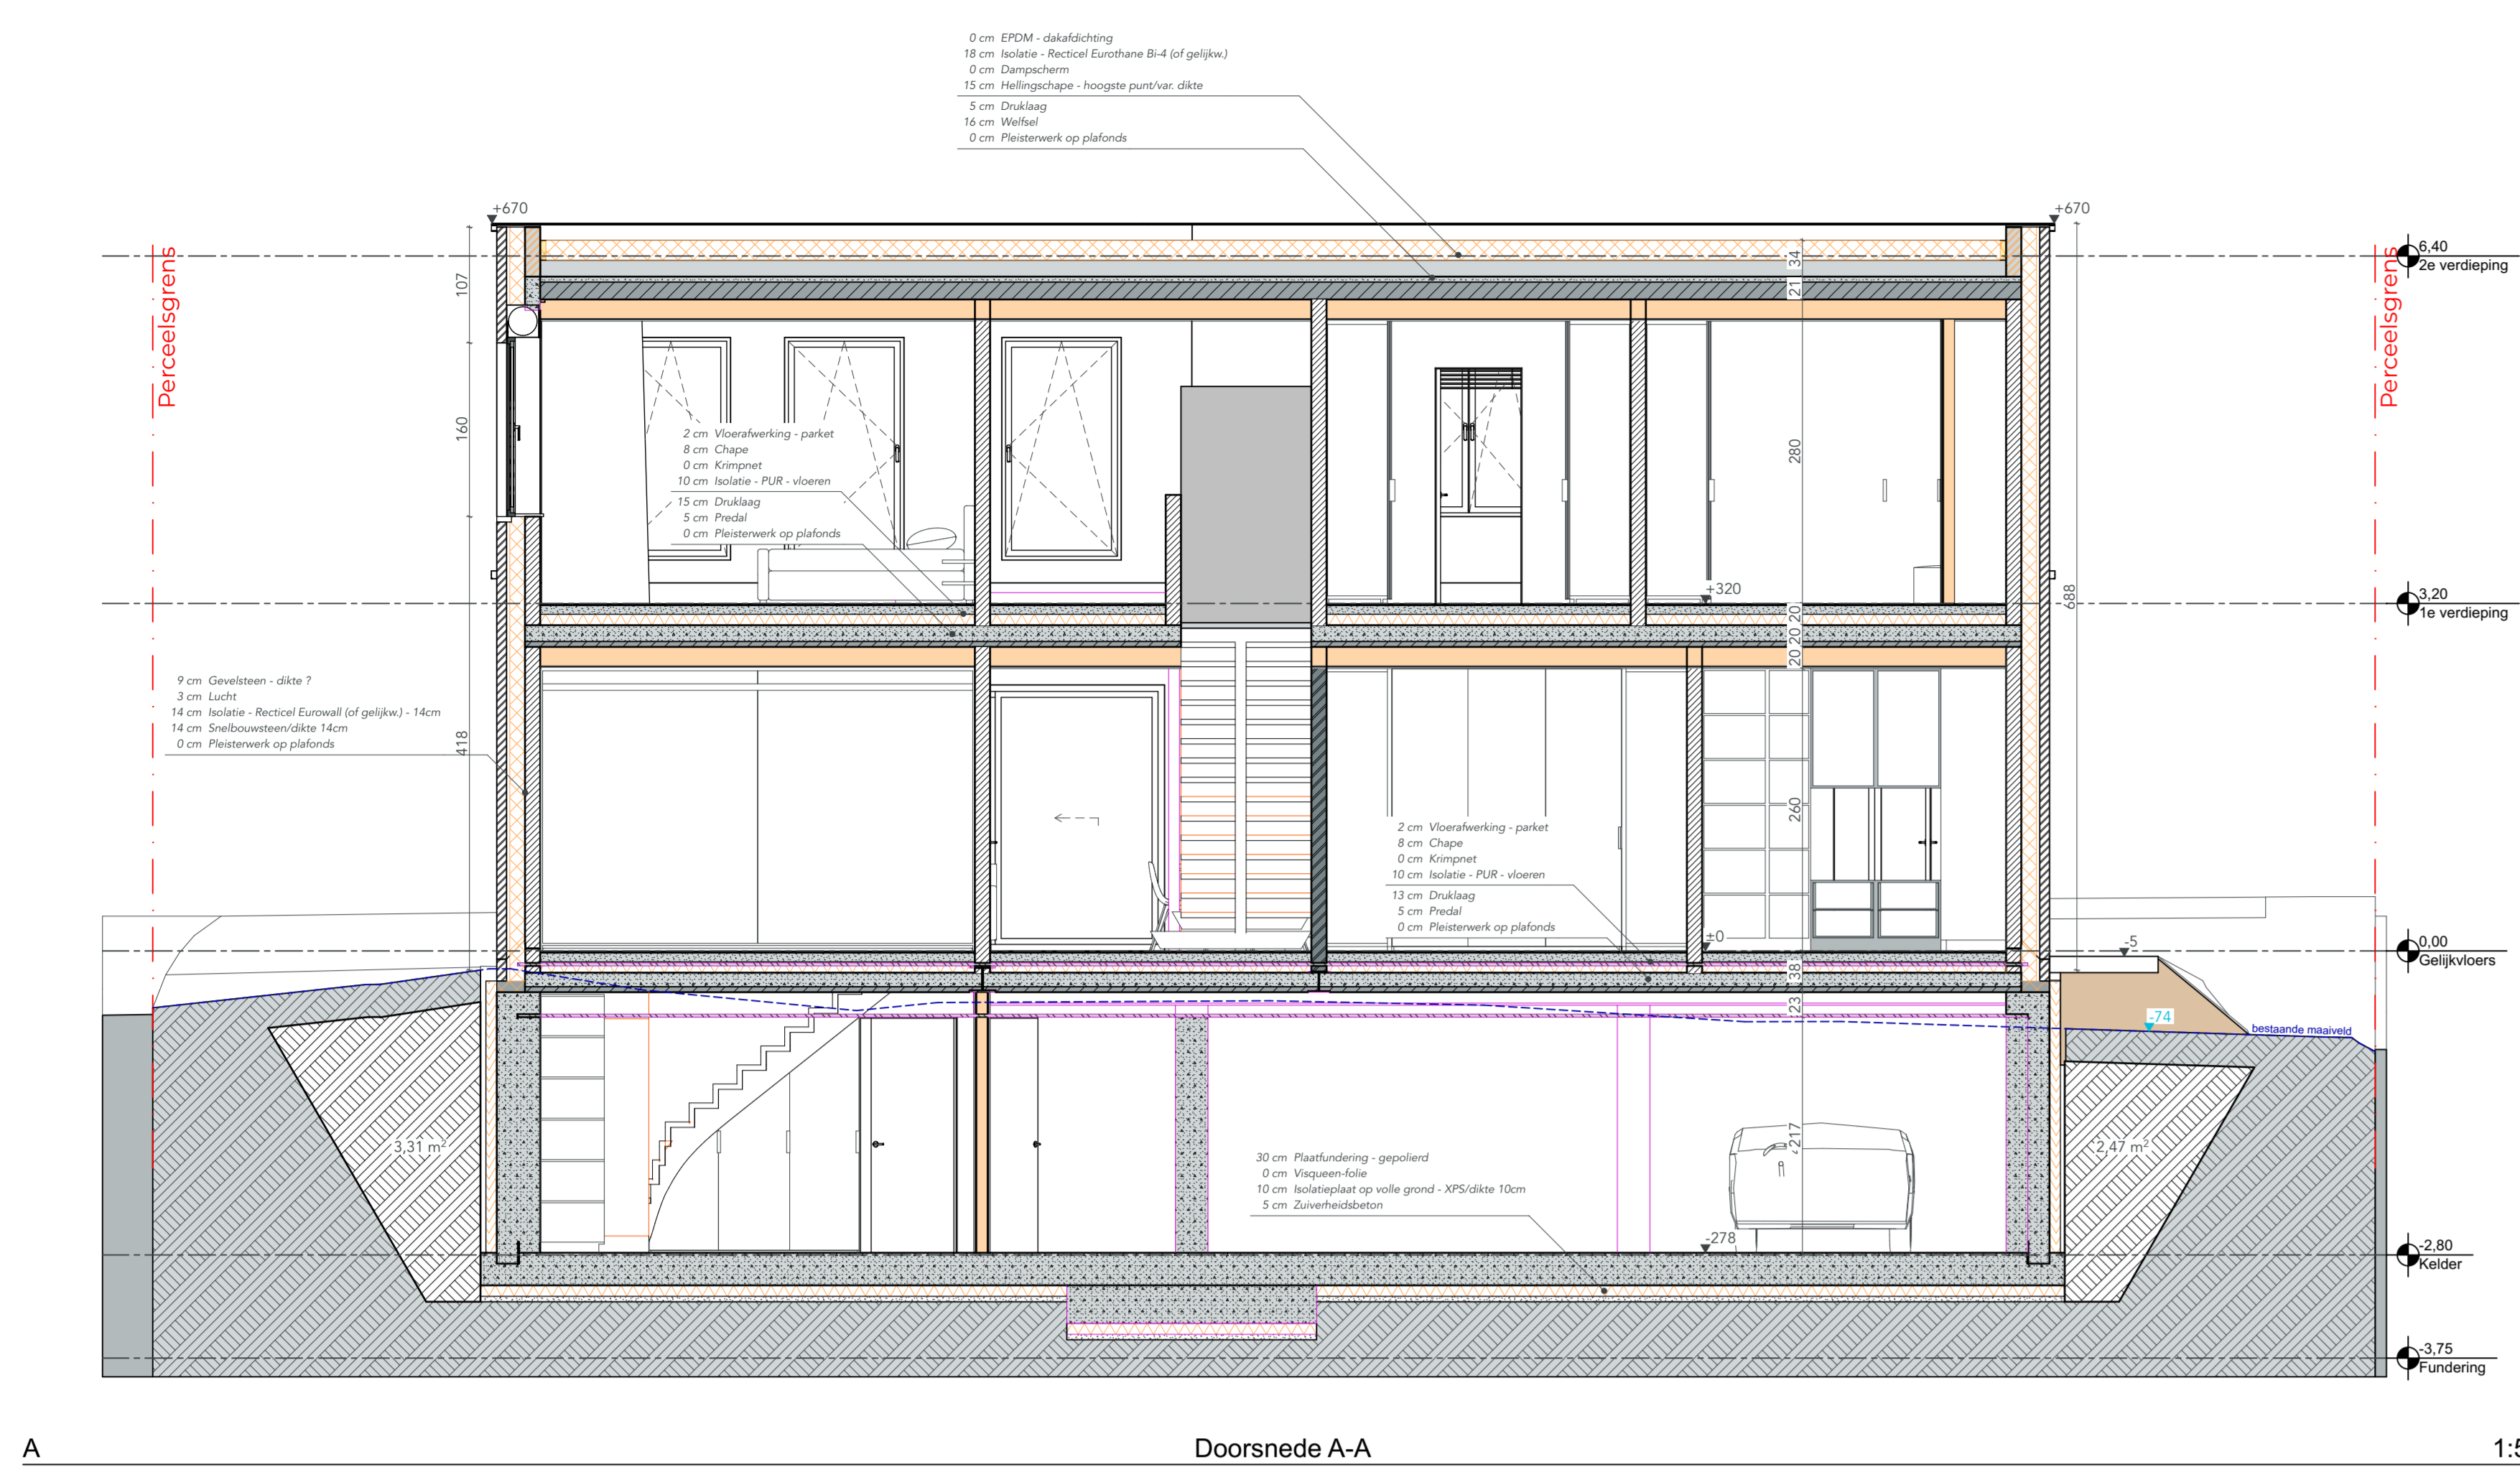 0 cm EPDM - dakafdichting
18 cm Isolatie - Recticel Eurothane Bi-4 (of gelijkw.)
0 cm Dampscherm
15 cm Hellingschape - hoogste punt/var. dikte
5 cm Druklaag
16 cm Welfsel
0 cm Pleisterwerk op plafonds
+670
+670
Perceelsgrens
Perceelsgrens
6,40
2e verdieping
107
34
21
160
280
2 cm Vloerafwerking - parket
8 cm Chape
0 cm Krimpnet
10 cm Isolatie - PUR - vloeren
15 cm Druklaag
5 cm Predal
0 cm Pleisterwerk op plafonds
+320
688
3,20
1e verdieping
20
20
20
9 cm Gevelsteen - dikte ?
3 cm Lucht
14 cm Isolatie - Recticel Eurowall (of gelijkw.) - 14cm
14 cm Snelbouwsteen/dikte 14cm
0 cm Pleisterwerk op plafonds
418
260
2 cm Vloerafwerking - parket
8 cm Chape
0 cm Krimpnet
10 cm Isolatie - PUR - vloeren
13 cm Druklaag
5 cm Predal
0 cm Pleisterwerk op plafonds
±0
-5
0,00
Gelijkvloers
38
23
-74
bestaande maaiveld
3,31 m²
217
2,47 m²
30 cm Plaatfundering - gepolierd
0 cm Visqueen-folie
10 cm Isolatieplaat op volle grond - XPS/dikte 10cm
5 cm Zuiverheidsbeton
-278
-2,80
Kelder
-3,75
Fundering
A
Doorsnede A-A